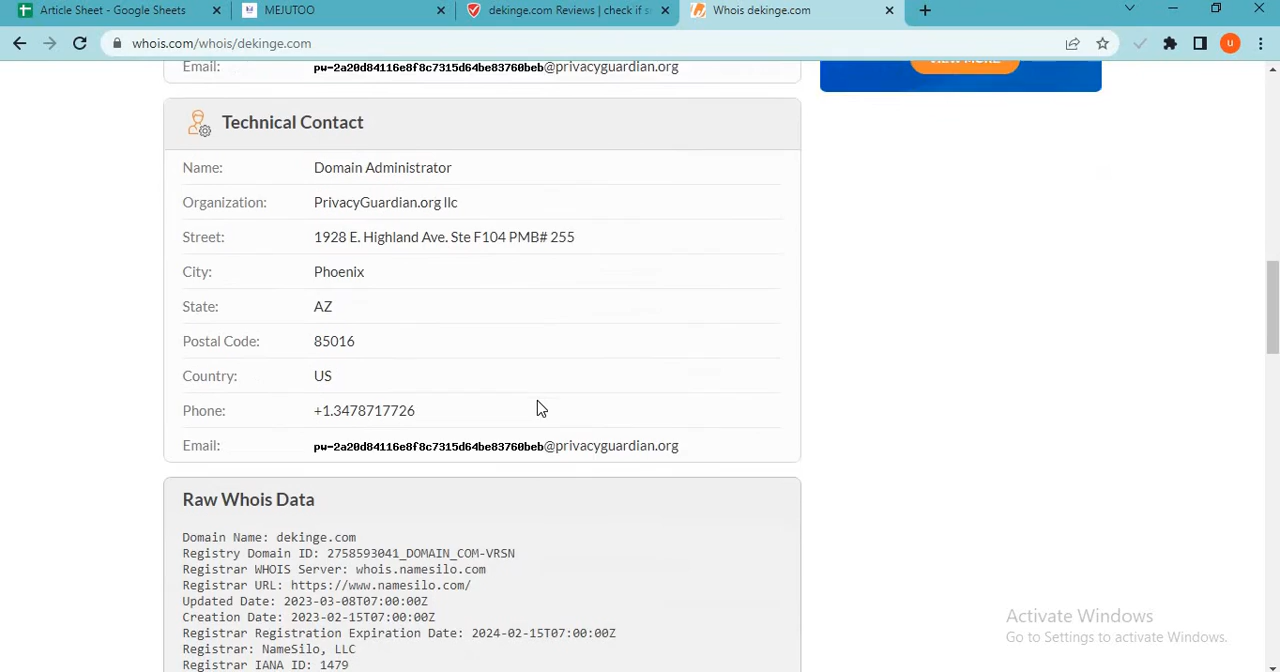 Article Sheet - Google Sheets
MEJUTOO
dekinge.com Reviews | check if s
Whois dekinge.com
whois.com/whois/dekinge.com
u
Email: pw-2a20d84116e8f8c7315d64be83760beb@privacyguardian.org
VIEW MORE
Technical Contact
Name: Domain Administrator
Organization: PrivacyGuardian.org llc
Street: 1928 E. Highland Ave. Ste F104 PMB# 255
City: Phoenix
State: AZ
Postal Code: 85016
Country: US
Phone: +1.3478717726
Email: pw-2a20d84116e8f8c7315d64be83760beb@privacyguardian.org
Raw Whois Data
Domain Name: dekinge.com
Registry Domain ID: 2758593041_DOMAIN_COM-VRSN
Registrar WHOIS Server: whois.namesilo.com
Registrar URL: https://www.namesilo.com/
Updated Date: 2023-03-08T07:00:00Z
Creation Date: 2023-02-15T07:00:00Z
Registrar Registration Expiration Date: 2024-02-15T07:00:00Z
Registrar: NameSilo, LLC
Registrar IANA ID: 1479
Activate Windows
Go to Settings to activate Windows.